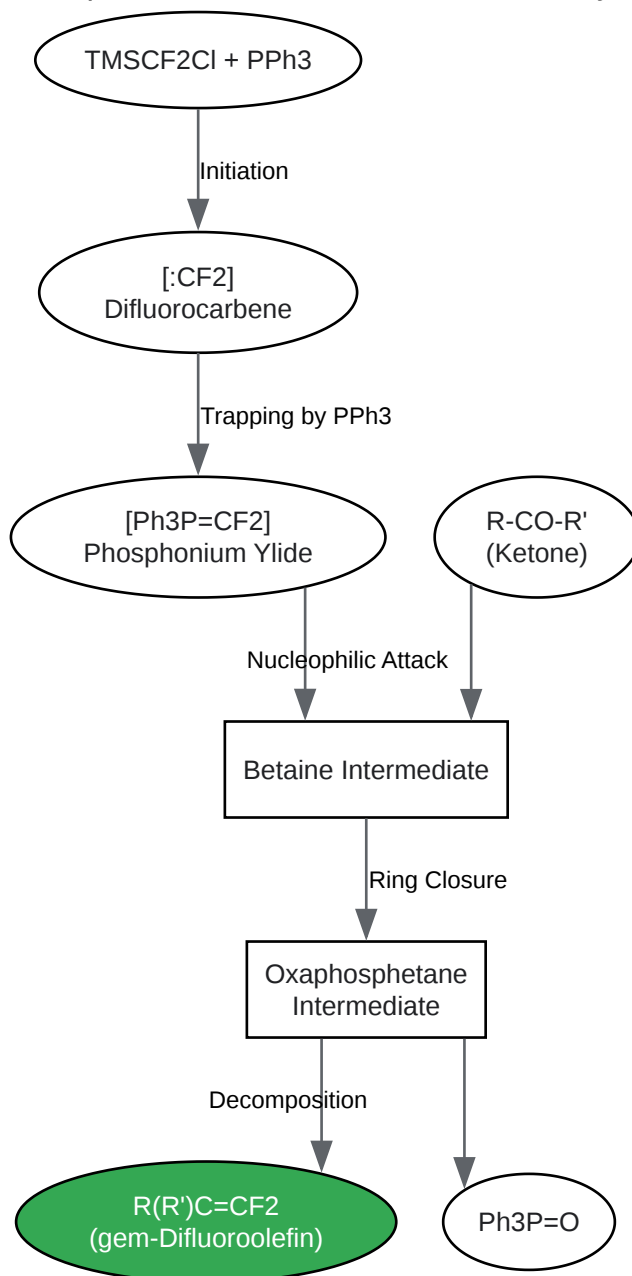 TMSCF2Cl + PPh3
Initiation
[:CF2]
Difluorocarbene
Trapping by PPh3
[Ph3P=CF2]
Phosphonium Ylide
R-CO-R'
(Ketone)
Nucleophilic Attack
Betaine Intermediate
Ring Closure
Oxaphosphetane
Intermediate
Decomposition
R(R')C=CF2
(gem-Difluoroolefin)
Ph3P=O